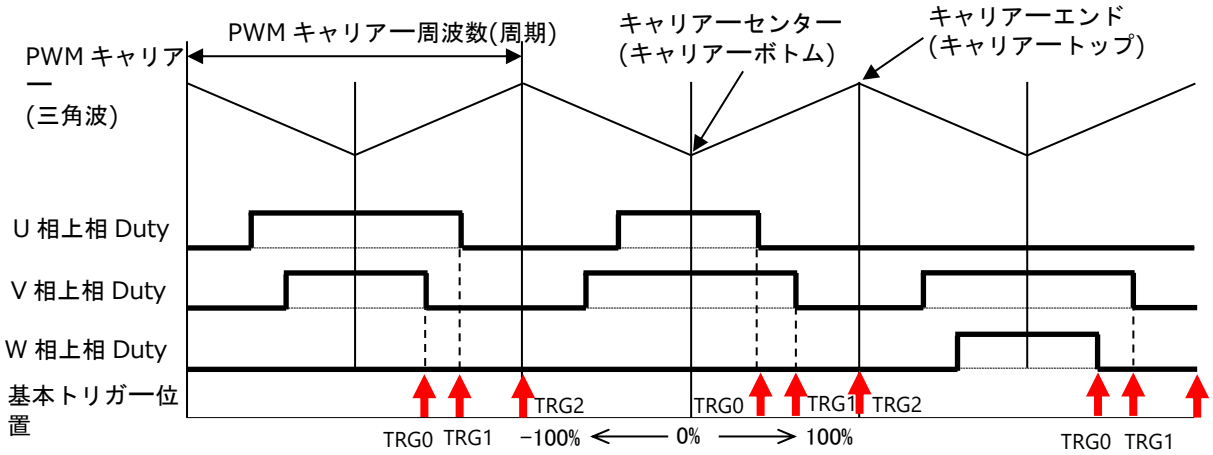 PWM キャリアー周波数(周期)
キャリアーセンター
(キャリアーボトム)
キャリアーエンド
(キャリアートップ)
PWM キャリア
ー
(三角波)
U 相上相 Duty
V 相上相 Duty
W 相上相 Duty
基本トリガー位
置
TRG0
TRG1
TRG2
TRG0
TRG1
TRG2
TRG0
TRG1
-100%
0%
100%